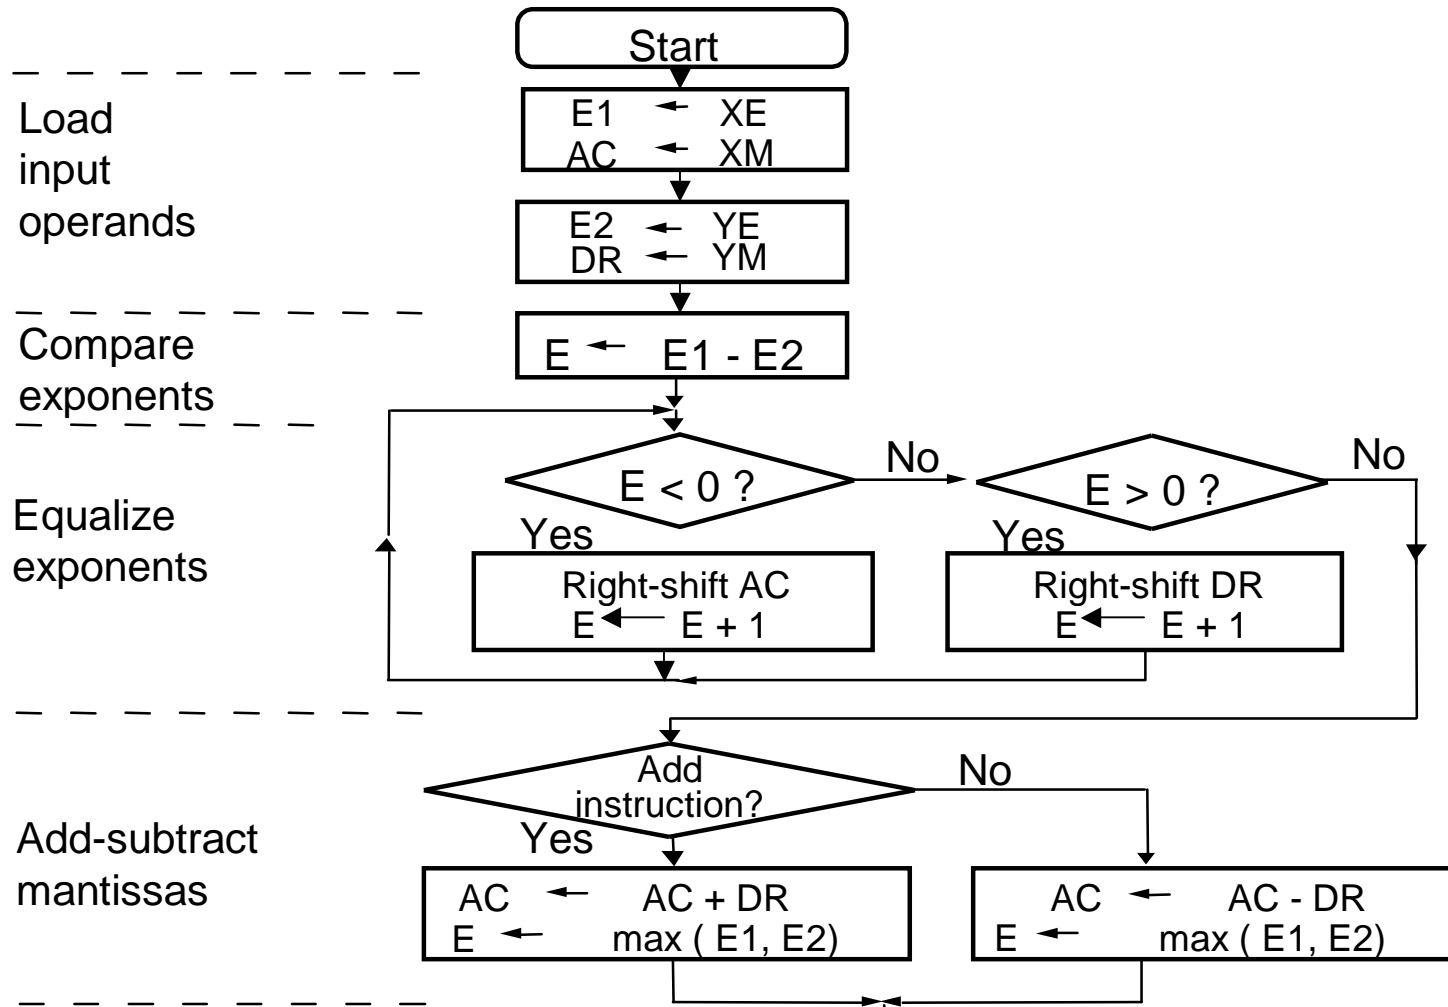 Start
Load
input
operands
E1 ← XE
AC ← XM
E2 ← YE
DR ← YM
Compare
exponents
E ← E1 - E2
Equalize
exponents
E < 0 ?
No
E > 0 ?
No
Yes
Yes
Right-shift AC
E ← E + 1
Right-shift DR
E ← E + 1
Add-subtract
mantissas
Add
instruction?
No
Yes
AC ← AC + DR
E ← max ( E1, E2)
AC ← AC - DR
E ← max ( E1, E2)